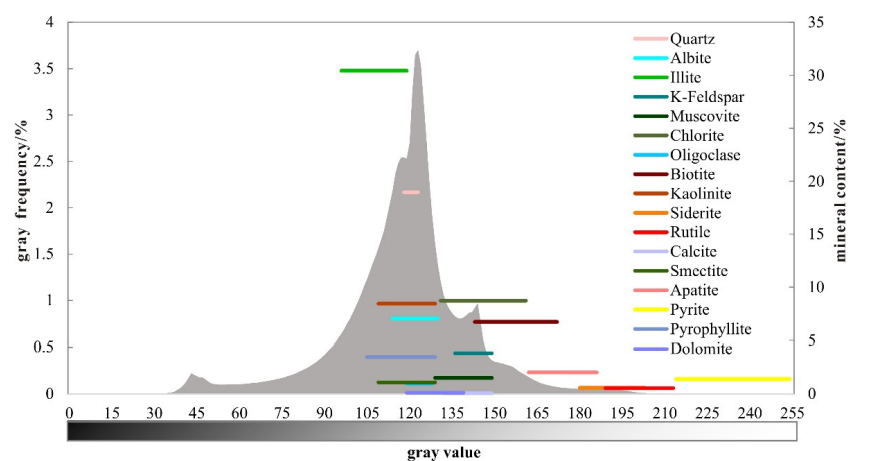 4
3.5
3
2.5
2
1.5
1
0.5
0
gray frequency/%
35
30
25
20
15
10
5
0
mineral content/%
Quartz
Albite
Illite
K-Feldspar
Muscovite
Chlorite
Oligoclase
Biotite
Kaolinite
Siderite
Rutile
Calcite
Smectite
Apatite
Pyrite
Pyrophyllite
Dolomite
0 15 30 45 60 75 90 105 120 135 150 165 180 195 210 225 240 255
gray value